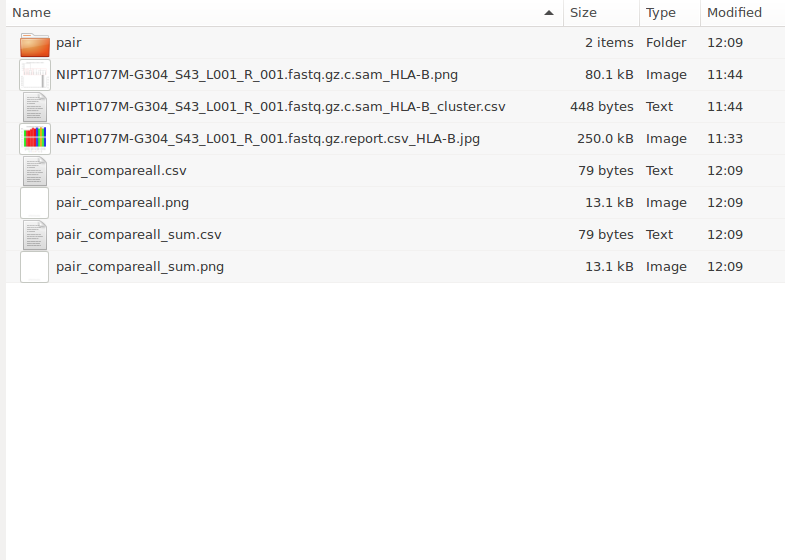 Name Size Type Modified
pair 2 items Folder 12:09
NIPT1077M-G304_S43_L001_R_001.fastq.gz.c.sam_HLA-B.png 80.1 kB Image 11:44
NIPT1077M-G304_S43_L001_R_001.fastq.gz.c.sam_HLA-B_cluster.csv 448 bytes Text 11:44
NIPT1077M-G304_S43_L001_R_001.fastq.gz.report.csv_HLA-B.jpg 250.0 kB Image 11:33
pair_compareall.csv 79 bytes Text 12:09
pair_compareall.png 13.1 kB Image 12:09
pair_compareall_sum.csv 79 bytes Text 12:09
pair_compareall_sum.png 13.1 kB Image 12:09